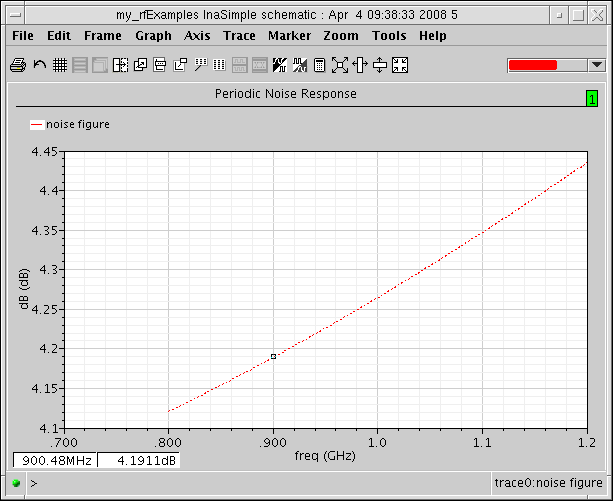 my_rfExamples lnaSimple schematic : Apr  4 09:38:33 2008 5
File Edit Frame Graph Axis Trace Marker Zoom Tools Help
Periodic Noise Response
1
noise figure
4.45
4.4
4.35
4.3
4.25
4.2
4.15
4.1
dB (dB)
.700 .800 .900 1.0 1.1 1.2
freq (GHz)
900.48MHz 4.1911dB
> trace0:noise figure